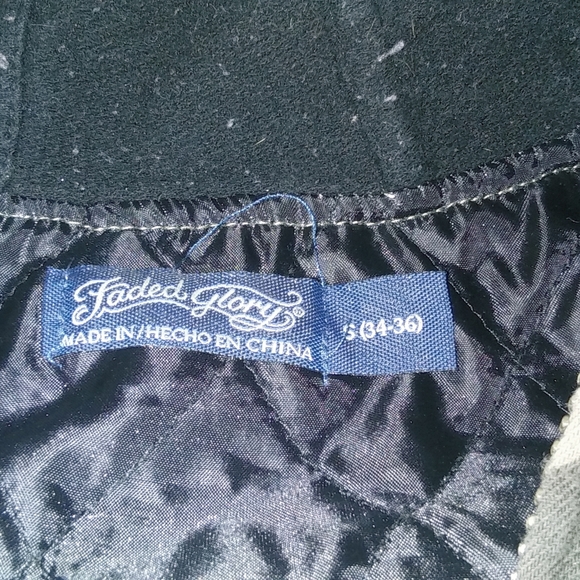 Faded Glory®
MADE IN/HECHO EN CHINA
S (34-36)